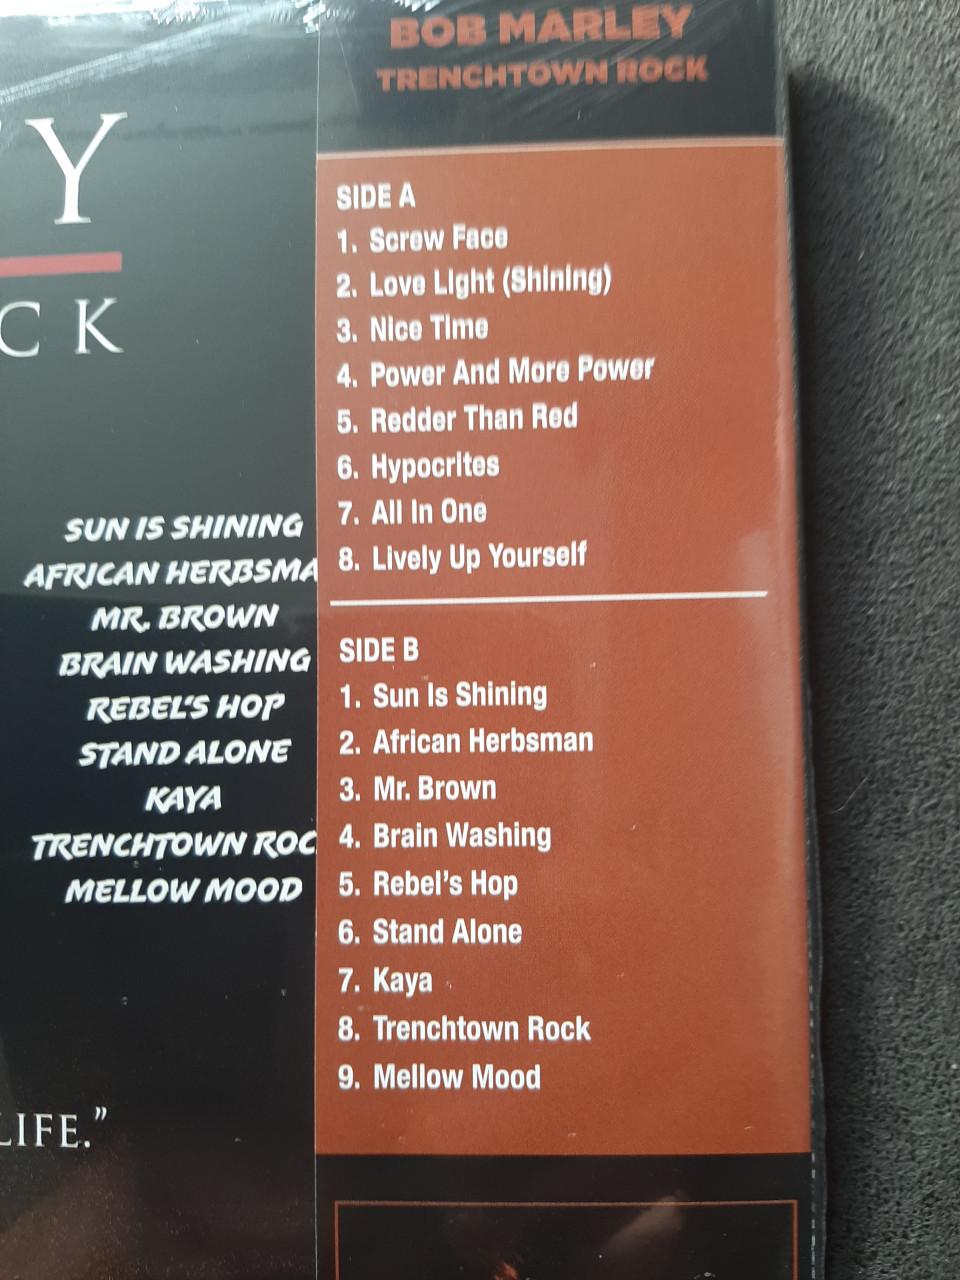 BOB MARLEY
TRENCHTOWN ROCK
SIDE A
1. Screw Face
2. Love Light (Shining)
3. Nice Time
4. Power And More Power
5. Redder Than Red
6. Hypocrites
7. All In One
8. Lively Up Yourself
SIDE B
1. Sun Is Shining
2. African Herbsman
3. Mr. Brown
4. Brain Washing
5. Rebel's Hop
6. Stand Alone
7. Kaya
8. Trenchtown Rock
9. Mellow Mood
Y
CK
SUN IS SHINING
AFRICAN HERBSMA
MR. BROWN
BRAIN WASHING
REBEL'S HOP
STAND ALONE
KAYA
TRENCHTOWN ROC
MELLOW MOOD
LIFE."